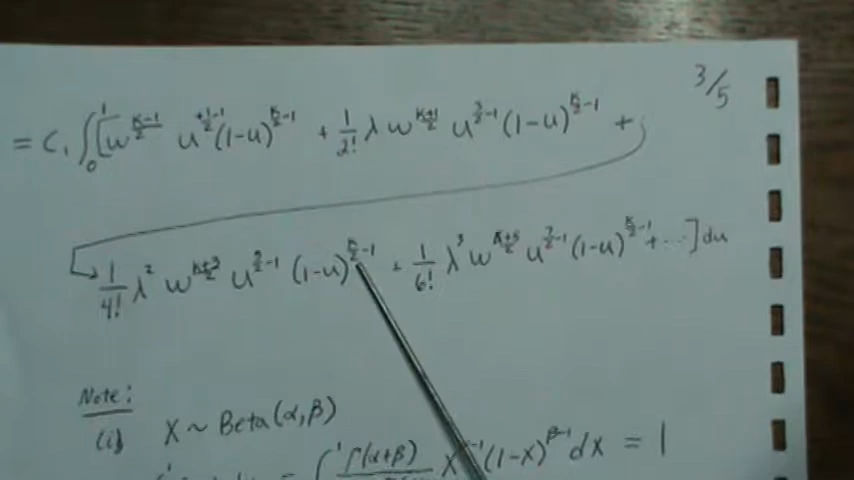 3/5
= C₁ ∫₀¹ [ w^((k-1)/2) u^(+1/2 -1) (1-u)^(k/2 -1) + 1/2! λ w^((k+1)/2) u^(3/2 -1) (1-u)^(k/2 -1) +
1/4! λ² w^((k+3)/2) u^(5/2 -1) (1-u)^(k/2 -1) + 1/6! λ³ w^((k+5)/2) u^(7/2 -1) (1-u)^(k/2 -1) + ... ] du
Note:
(i) X ~ Beta(α, β)
= ∫ Γ(α+β) (1-x)^(β-1) dx = 1